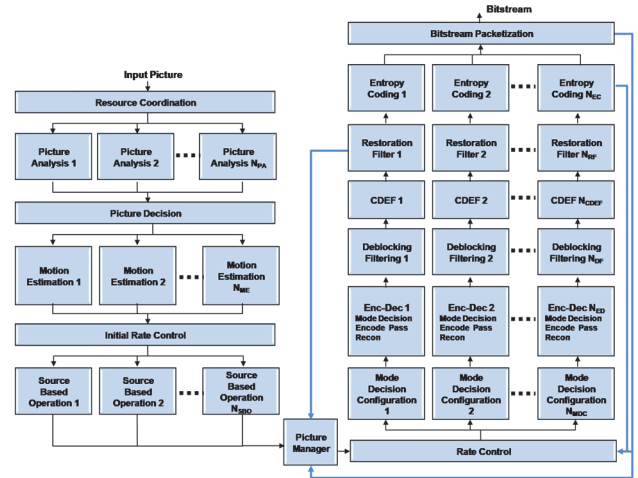 Input Picture
Resource Coordination
Picture
Analysis 1
Picture
Analysis 2
Picture
Analysis NPA
Picture Decision
Motion
Estimation 1
Motion
Estimation 2
Motion
Estimation
NME
Initial Rate Control
Source
Based
Operation 1
Source
Based
Operation 2
Source
Based
Operation
NSBO
Picture
Manager
Bitstream
Bitstream Packetization
Entropy
Coding 1
Entropy
Coding 2
Entropy
Coding NEC
Restoration
Filter 1
Restoration
Filter 2
Restoration
Filter NRF
CDEF 1
CDEF 2
CDEF NCDEF
Deblocking
Filtering 1
Deblocking
Filtering 2
Deblocking
Filtering NDF
Enc-Dec 1
Mode Decision
Encode Pass
Recon
Enc-Dec 2
Mode Decision
Encode Pass
Recon
Enc-Dec NED
Mode Decision
Encode Pass
Recon
Mode
Decision
Configuration
1
Mode
Decision
Configuration
2
Mode
Decision
Configuration
NMDC
Rate Control